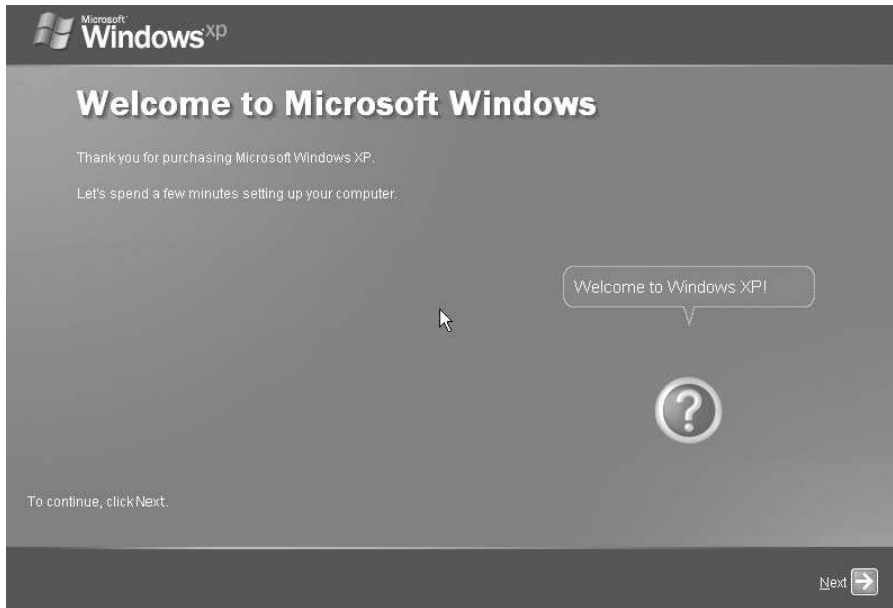 Microsoft
Windows xp
Welcome to Microsoft Windows
Thank you for purchasing Microsoft Windows XP.
Let's spend a few minutes setting up your computer.
Welcome to Windows XP!
?
To continue, click Next.
Next